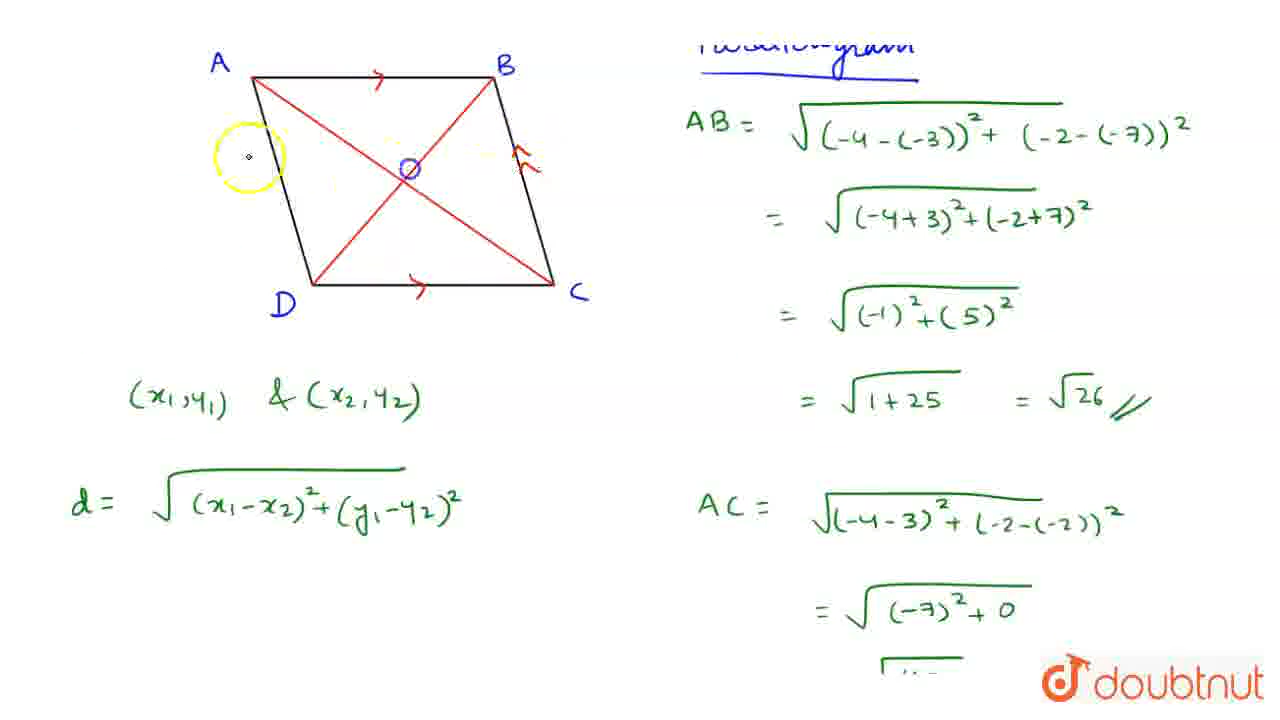 A
B
D
C
(x₁,y₁) & (x₂,y₂)
d = √(x₁-x₂)²+(y₁-y₂)²
AB = √(-4-(-3))²+ (-2-(-7))²
= √(-4+3)²+(-2+7)²
= √(-1)²+(5)²
= √1+25 = √26 //
AC = √(-4-3)²+(-2-(-2))²
= √(-7)²+0
doubtnut